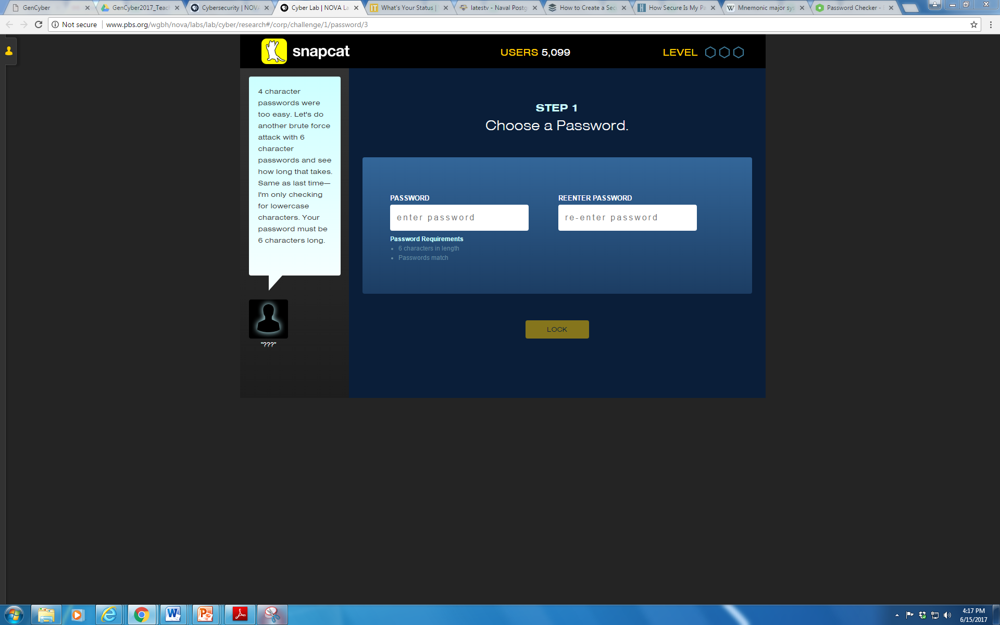 GenCyber
GenCyber2017_Teac
Cybersecurity | NOVA
Cyber Lab | NOVA La
What's Your Status |
latestv - Naval Postg
How to Create a Sec
How Secure Is My Pa
Mnemonic major sys
Password Checker -
Not secure
www.pbs.org/wgbh/nova/labs/lab/cyber/research#/corp/challenge/1/password/3
snapcat
USERS 5,099
LEVEL
4 character
passwords were
too easy. Let's do
another brute force
attack with 6
character
passwords and see
how long that takes.
Same as last time—
I'm only checking
for lowercase
characters. Your
password must be
6 characters long.
"???"
STEP 1
Choose a Password.
PASSWORD
enter password
REENTER PASSWORD
re-enter password
Password Requirements
• 6 characters in length
• Passwords match
LOCK
4:17 PM
6/15/2017